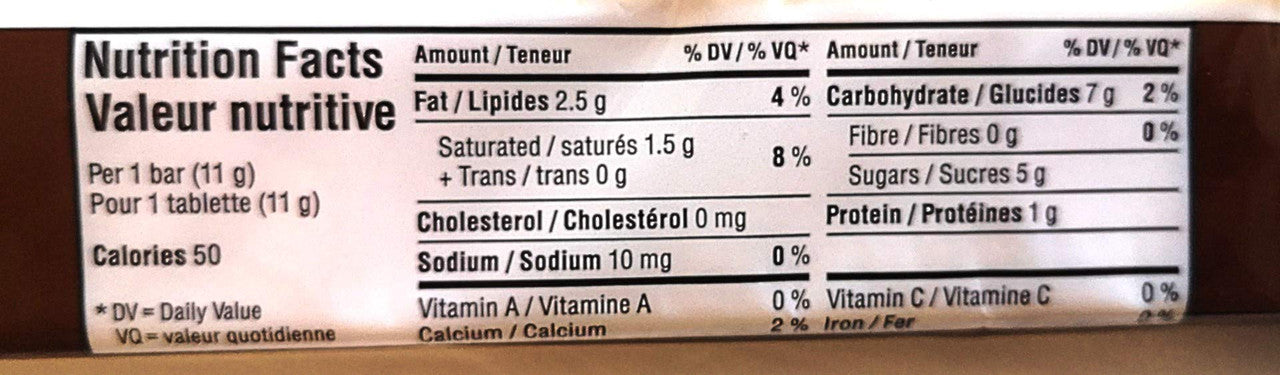 Nutrition Facts
Valeur nutritive
Per 1 bar (11 g)
Pour 1 tablette (11 g)
Calories 50
* DV = Daily Value
VQ = valeur quotidienne
Amount / Teneur % DV / % VQ*
Fat / Lipides 2.5 g 4 %
Saturated / saturés 1.5 g
+ Trans / trans 0 g 8 %
Cholesterol / Cholestérol 0 mg
Sodium / Sodium 10 mg 0 %
Vitamin A / Vitamine A 0 %
Calcium / Calcium 2 %
Amount / Teneur % DV / % VQ*
Carbohydrate / Glucides 7 g 2 %
Fibre / Fibres 0 g 0 %
Sugars / Sucres 5 g
Protein / Protéines 1 g
Vitamin C / Vitamine C 0 %
Iron / Fer